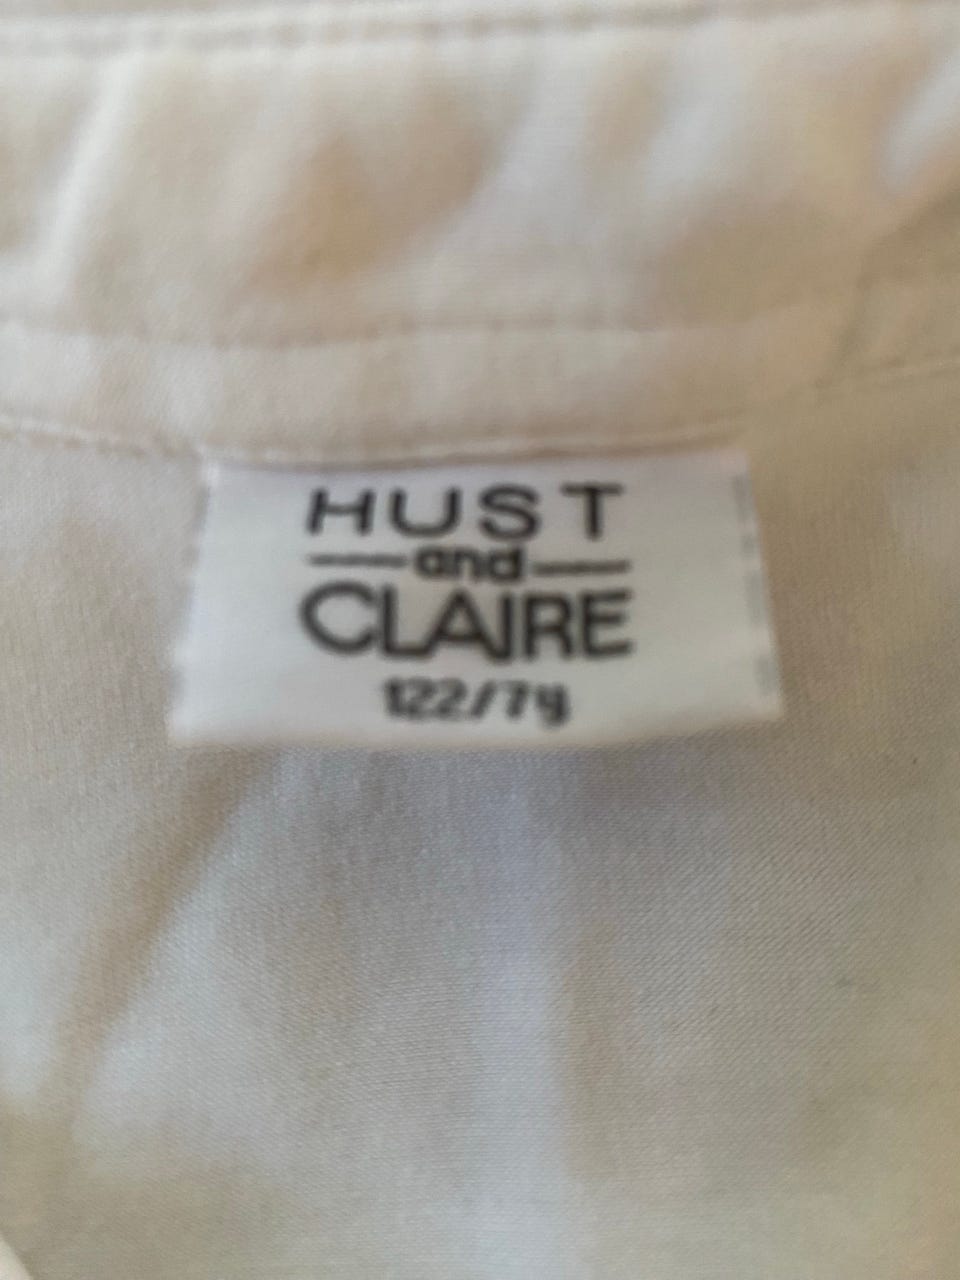 HUST
and
CLAIRE
122/7y